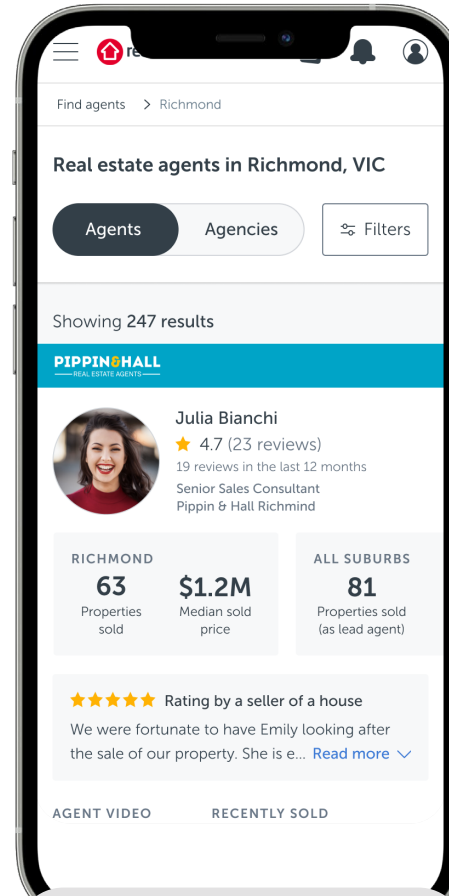 re
Find agents > Richmond
Real estate agents in Richmond, VIC
Agents Agencies Filters
Showing 247 results
PIPPIN&HALL
REAL ESTATE AGENTS
Julia Bianchi
4.7 (23 reviews)
19 reviews in the last 12 months
Senior Sales Consultant
Pippin & Hall Richmind
RICHMOND ALL SUBURBS
63 $1.2M 81
Properties Median sold Properties sold
sold price (as lead agent)
Rating by a seller of a house
We were fortunate to have Emily looking after
the sale of our property. She is e... Read more
AGENT VIDEO RECENTLY SOLD